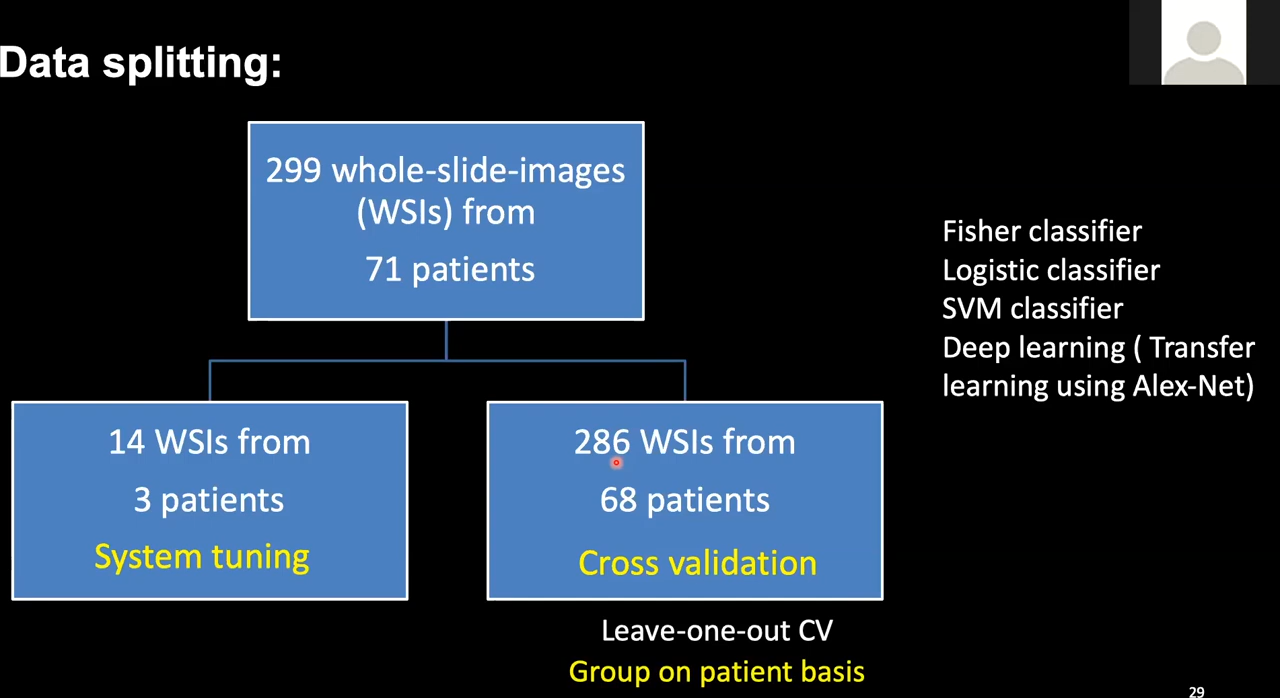 Data splitting:
299 whole-slide-images
(WSIs) from
71 patients
14 WSIs from
3 patients
System tuning
286 WSIs from
68 patients
Cross validation
Leave-one-out CV
Group on patient basis
Fisher classifier
Logistic classifier
SVM classifier
Deep learning ( Transfer
learning using Alex-Net)
29